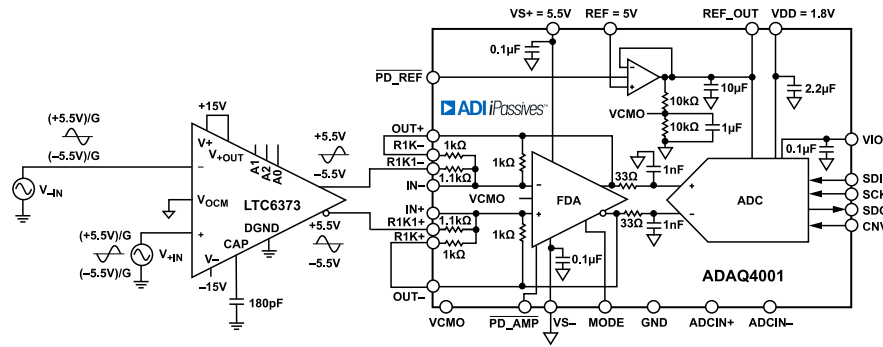 VS+ = 5.5V
REF = 5V
REF_OUT
VDD = 1.8V
0.1µF
PD_REF
10µF
2.2µF
ADI iPassives™
10kΩ
VCMO
10kΩ
1µF
VIO
0.1µF
(+5.5V)/G
(–5.5V)/G
+15V
V+
V+OUT
A1
A2
A0
+5.5V
–5.5V
OUT+
R1K–
1kΩ
R1K1–
1.1kΩ
IN–
1kΩ
VCMO
1nF
33Ω
FDA
ADC
SDI
SCK
SDO
CNV
V–IN
VOCM
LTC6373
IN+
R1K1+
1.1kΩ
R1K+
1kΩ
1kΩ
33Ω
1nF
(+5.5V)/G
V+IN
(–5.5V)/G
CAP
DGND
V–
–15V
180pF
+5.5V
–5.5V
OUT–
0.1µF
ADAQ4001
VCMO
PD_AMP
VS–
MODE
GND
ADCIN+
ADCIN–